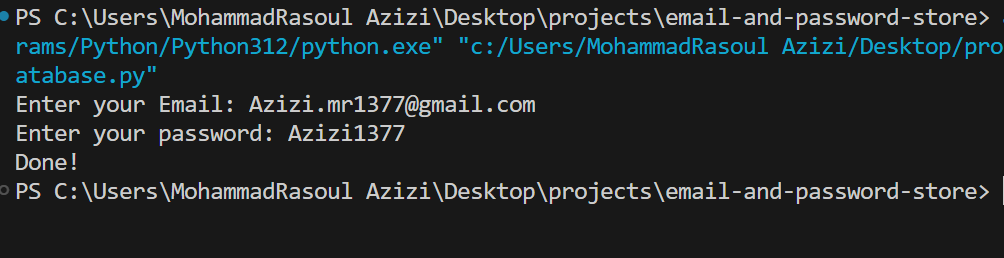 PS C:\Users\MohammadRasoul Azizi\Desktop\projects\email-and-password-store>
rams/Python/Python312/python.exe" "c:/Users/MohammadRasoul Azizi/Desktop/pro
atabase.py"
Enter your Email: Azizi.mr1377@gmail.com
Enter your password: Azizi1377
Done!
PS C:\Users\MohammadRasoul Azizi\Desktop\projects\email-and-password-store>